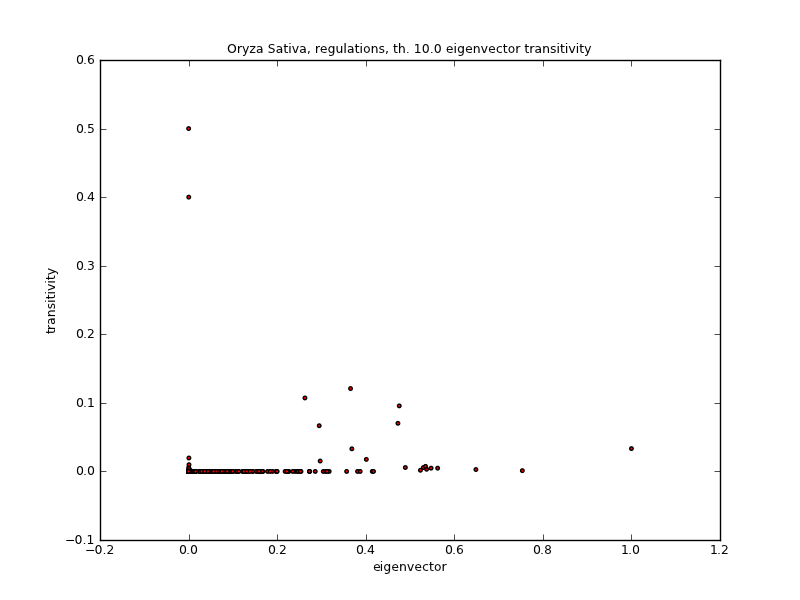 Oryza Sativa, regulations, th. 10.0 eigenvector transitivity
0.6
0.5
0.4
0.3
0.2
0.1
0.0
−0.1
transitivity
−0.2 0.0 0.2 0.4 0.6 0.8 1.0 1.2
eigenvector